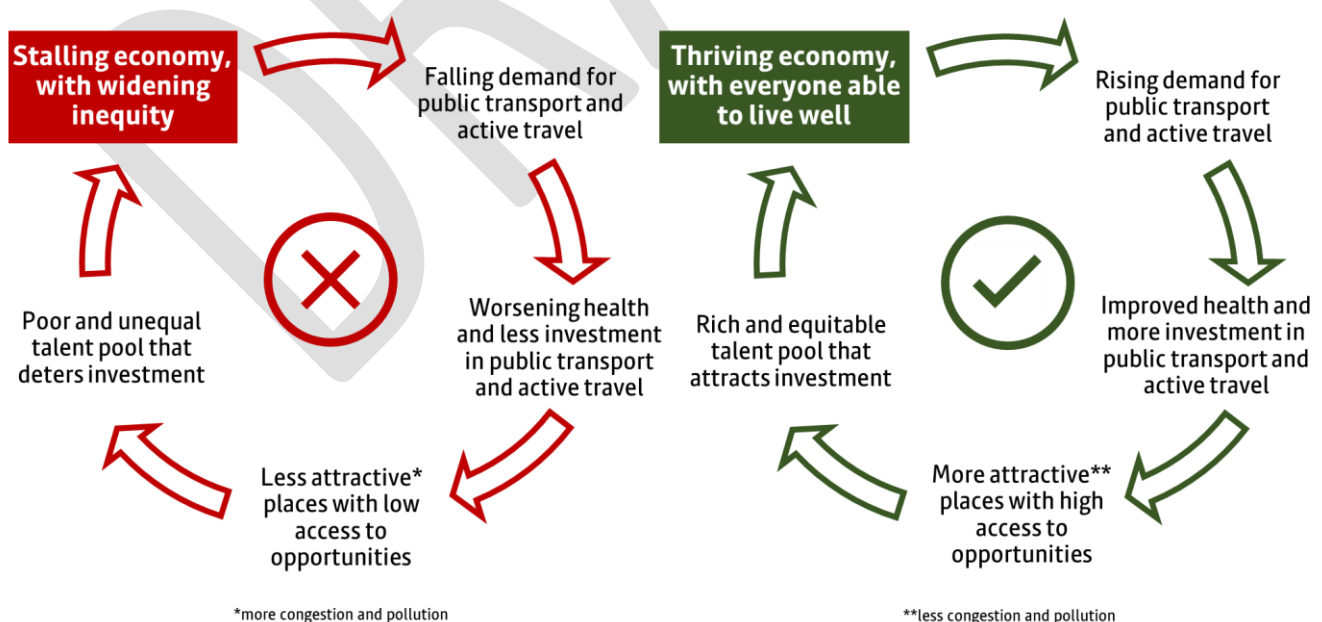 Stalling economy,
with widening
inequity
Falling demand for
public transport and
active travel
Worsening health
and less investment
in public transport
and active travel
Less attractive*
places with low
access to
opportunities
Poor and unequal
talent pool that
deters investment
*more congestion and pollution
Thriving economy,
with everyone able
to live well
Rising demand for
public transport
and active travel
Improved health and
more investment in
public transport and
active travel
More attractive**
places with high
access to
opportunities
Rich and equitable
talent pool that
attracts investment
**less congestion and pollution